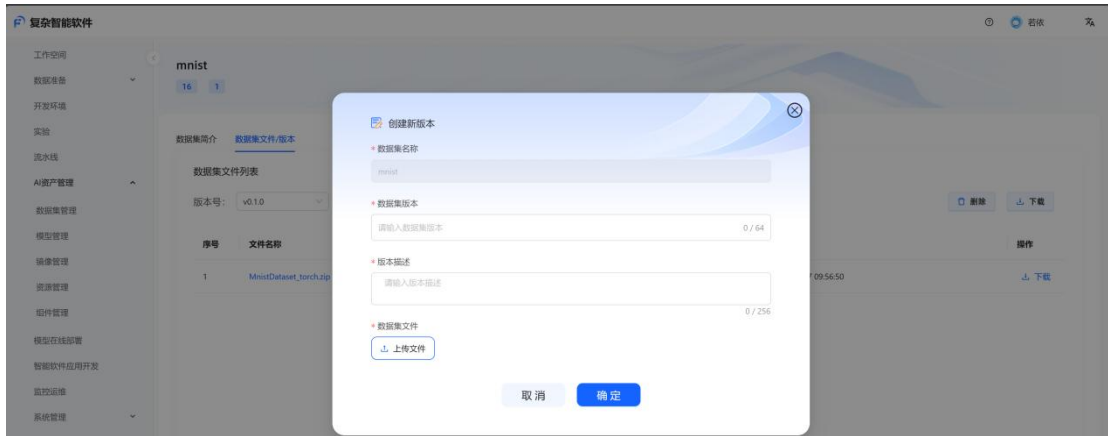 复杂智能软件
若依
工作空间
数据准备
开发环境
实验
流水线
AI资产管理
数据集管理
模型管理
镜像管理
资源管理
组件管理
模型在线部署
智能软件应用开发
监控运维
系统管理
mnist
16 1
数据集简介 数据集文件/版本
数据集文件列表
版本号: v0.1.0
删除 下载
序号 文件名称 操作
1 MnistDataset_torch.zip 09:56:50 下载
创建新版本
* 数据集名称
mnist
* 数据集版本
请输入数据集版本 0 / 64
* 版本描述
请输入版本描述
0 / 256
* 数据集文件
上传文件
取消 确定